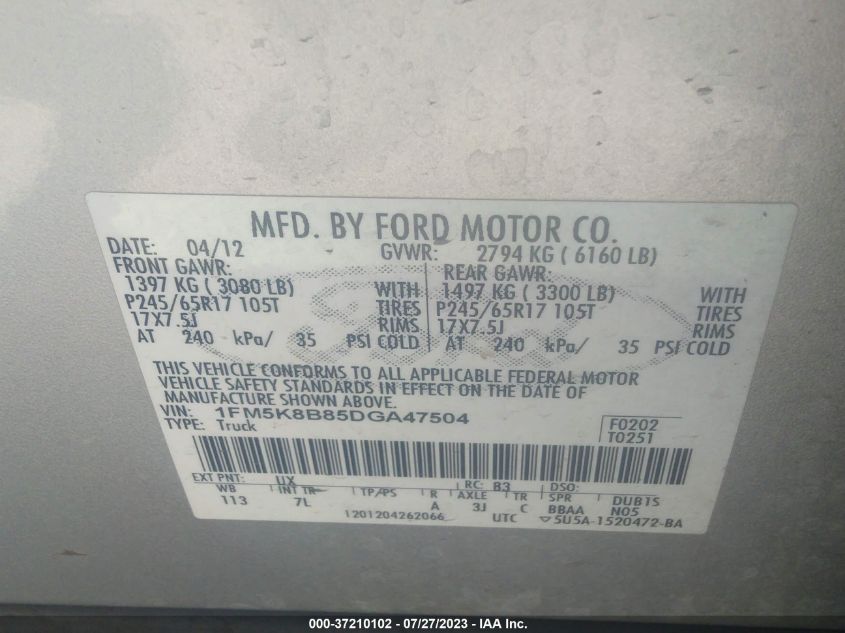 MFD. BY FORD MOTOR CO.
DATE: 04/12 GVWR: 2794 KG ( 6160 LB)
FRONT GAWR: REAR GAWR:
1397 KG ( 3080 LB) WITH 1497 KG ( 3300 LB) WITH
P245/65R17 105T TIRES P245/65R17 105T TIRES
17X7.5J RIMS 17X7.5J RIMS
AT 240 kPa/ 35 PSI COLD AT 240 kPa/ 35 PSI COLD
THIS VEHICLE CONFORMS TO ALL APPLICABLE FEDERAL MOTOR
VEHICLE SAFETY STANDARDS IN EFFECT ON THE DATE OF
MANUFACTURE SHOWN ABOVE.
VIN: 1FM5K8B85DGA47504 F0202
TYPE: Truck T0251
EXT PNT: UX RC: 83 DSO:
WB INT TR TP/PS R AXLE TR SPR DUB1S
113 7L A 3J C BBAA N05
1201204262066 UTC ▽5U5A-1520472-BA
000-37210102 / 07/27/2023 - IAA Inc.